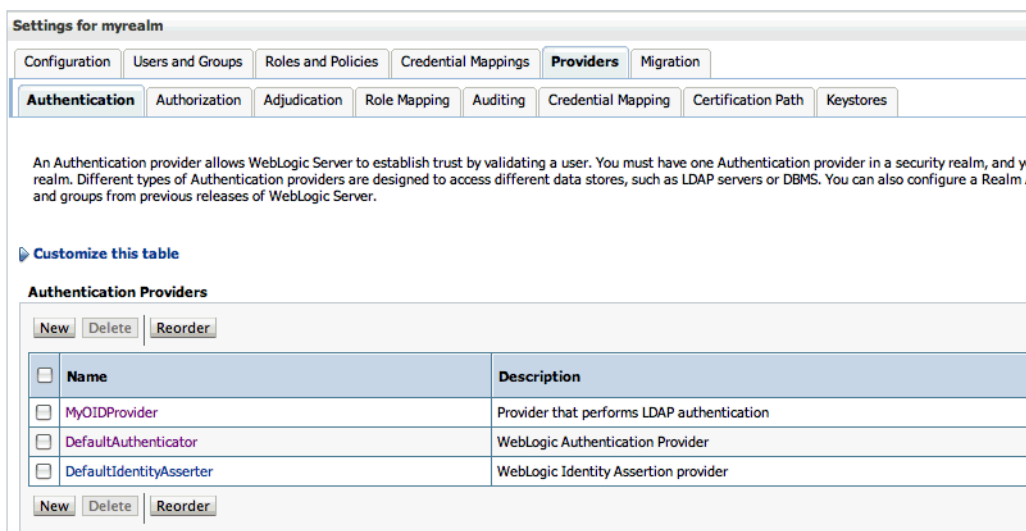 Settings for myrealm
Configuration Users and Groups Roles and Policies Credential Mappings Providers Migration
Authentication Authorization Adjudication Role Mapping Auditing Credential Mapping Certification Path Keystores
An Authentication provider allows WebLogic Server to establish trust by validating a user. You must have one Authentication provider in a security realm, and
realm. Different types of Authentication providers are designed to access different data stores, such as LDAP servers or DBMS. You can also configure a Realm
and groups from previous releases of WebLogic Server.
Customize this table
Authentication Providers
New Delete Reorder
Name Description
MyOIDProvider Provider that performs LDAP authentication
DefaultAuthenticator WebLogic Authentication Provider
DefaultIdentityAsserter WebLogic Identity Assertion provider
New Delete Reorder